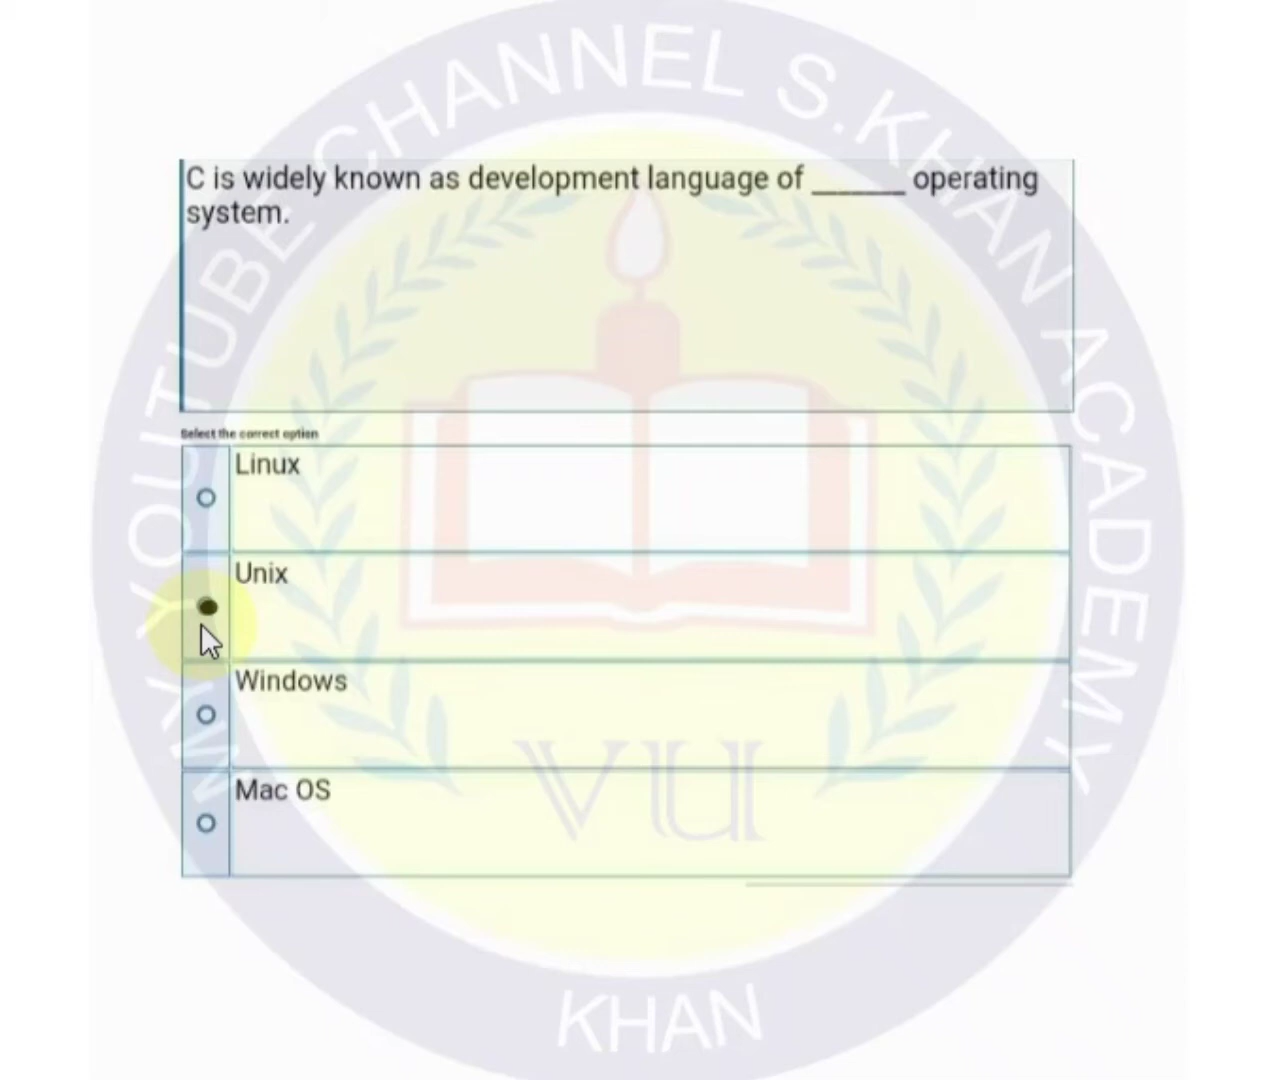 MY YOUTUBE CHANNEL S.KHAN ACADEMY
C is widely known as development language of ______ operating
system.
Select the correct option
Linux
Unix
Windows
Mac OS
VU
KHAN